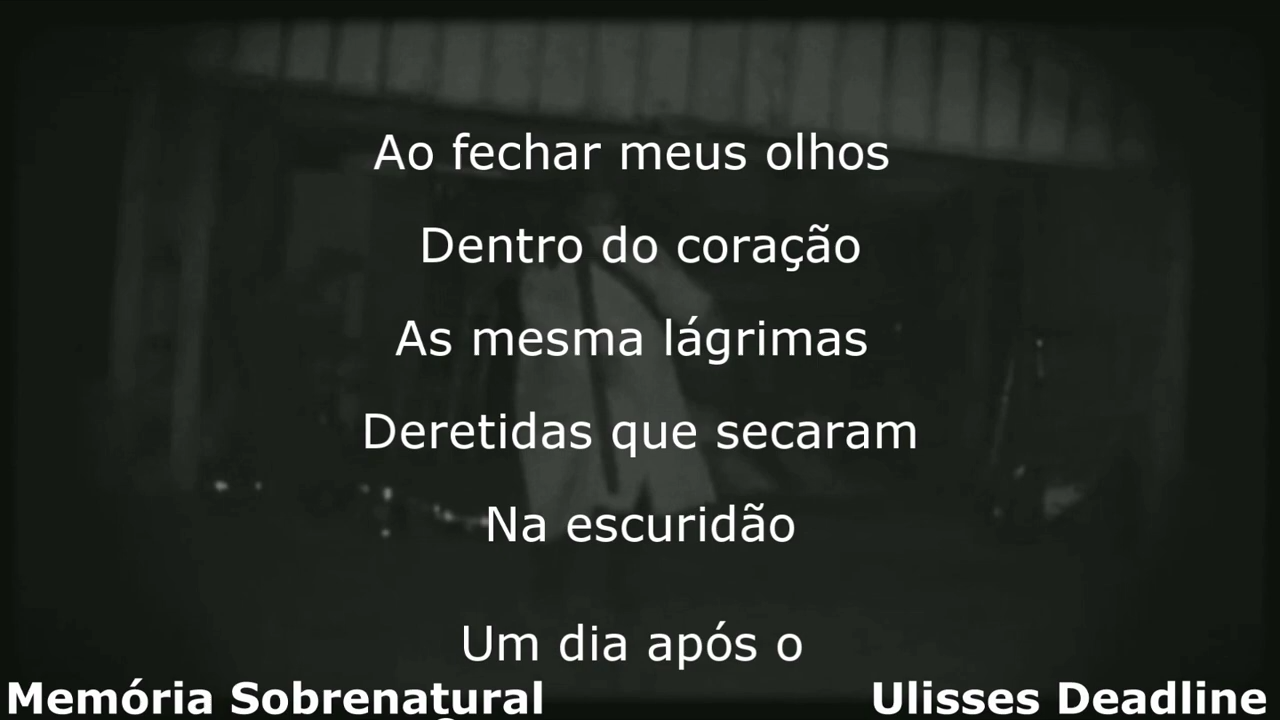 Ao fechar meus olhos
Dentro do coração
As mesma lágrimas
Deretidas que secaram
Na escuridão
Um dia após o
Memória Sobrenatural
Ulisses Deadline